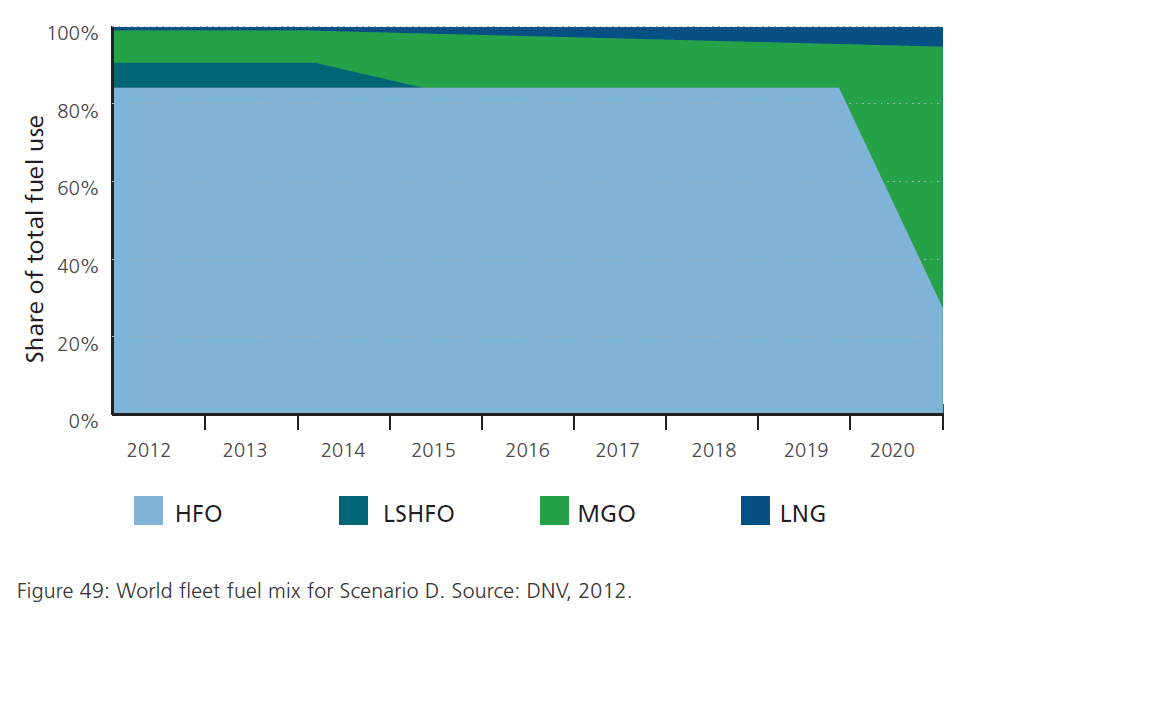 100%
80%
60%
40%
20%
0%
Share of total fuel use
2012 2013 2014 2015 2016 2017 2018 2019 2020
HFO LSHFO MGO LNG
Figure 49: World fleet fuel mix for Scenario D. Source: DNV, 2012.